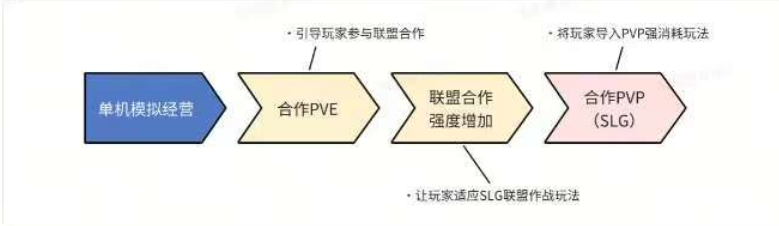 ·引导玩家参与联盟合作
·将玩家导入PVP强消耗玩法
单机模拟经营
合作PVE
联盟合作
强度增加
合作PVP
（SLG）
·让玩家适应SLG联盟作战玩法